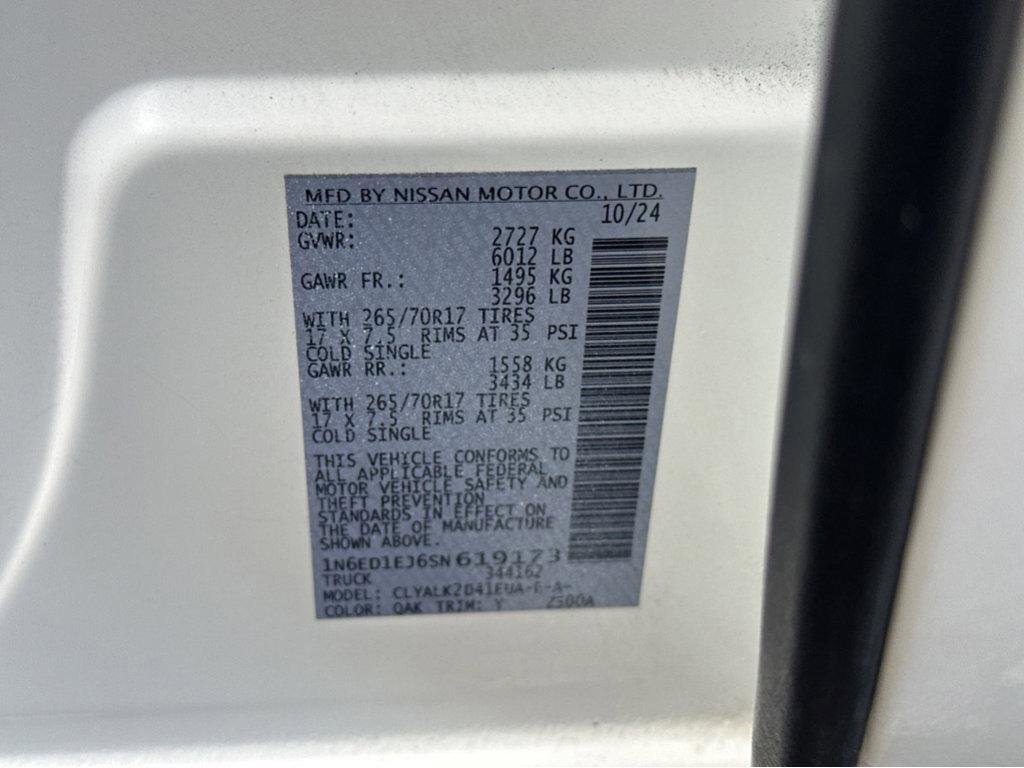 MFD BY NISSAN MOTOR CO., LTD.
DATE: 10/24
GVWR: 2727 KG
6012 LB
GAWR FR.: 1495 KG
3296 LB
WITH 265/70R17 TIRES
17 X 7.5 RIMS AT 35 PSI
COLD SINGLE
GAWR RR.: 1558 KG
3434 LB
WITH 265/70R17 TIRES
17 X 7.5 RIMS AT 35 PSI
COLD SINGLE
THIS VEHICLE CONFORMS TO
ALL APPLICABLE FEDERAL
MOTOR VEHICLE SAFETY AND
THEFT PREVENTION
STANDARDS IN EFFECT ON
THE DATE OF MANUFACTURE
SHOWN ABOVE.
1N6ED1EJ6SN619173
TRUCK 344162
MODEL: CLYALK2D41EUA-E-A-
COLOR: QAK TRIM: Y Z500A